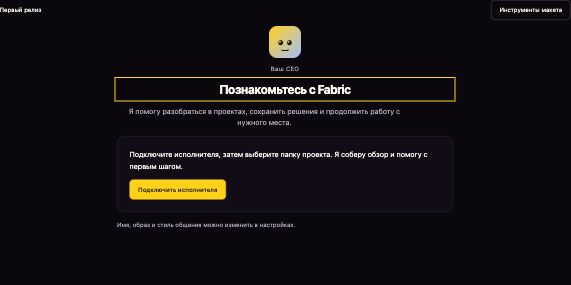 Первый релиз
Инструменты макета
Ваш CEO
Познакомьтесь с Fabric
Я помогу разобраться в проектах, сохранить решения и продолжить работу с
нужного места.
Подключите исполнителя, затем выберите папку проекта. Я соберу обзор и помогу с
первым шагом.
Подключить исполнителя
Имя, образ и стиль общения можно изменить в настройках.